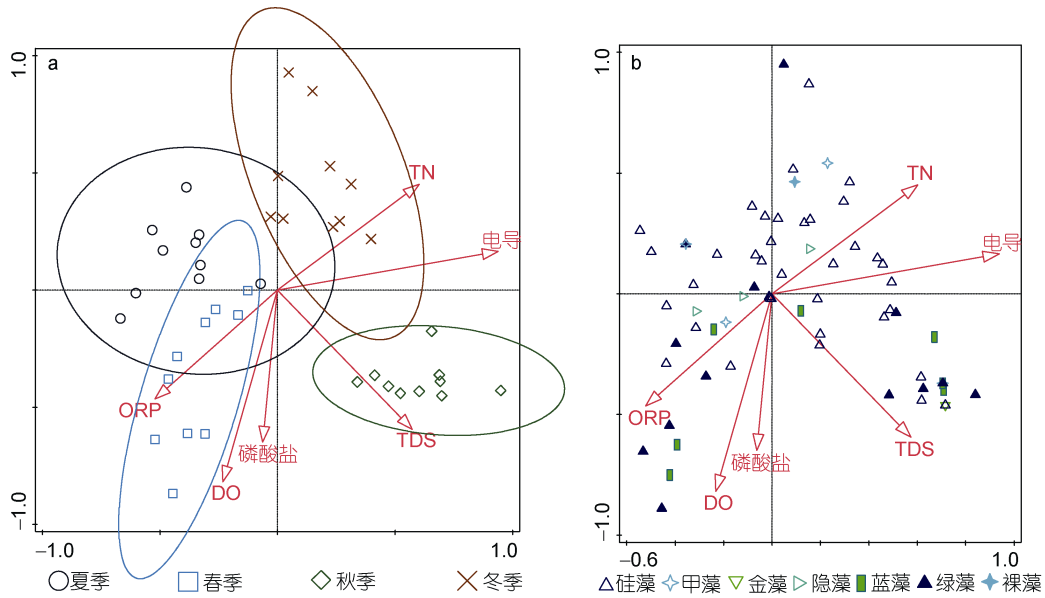 a
1.0
−1.0
TN
电导
ORP
磷酸盐
TDS
DO
−1.0 1.0
夏季 春季 秋季 冬季
b
1.0
−1.0
TN
电导
ORP
磷酸盐
TDS
DO
−0.6 1.0
硅藻 甲藻 金藻 隐藻 蓝藻 绿藻 裸藻